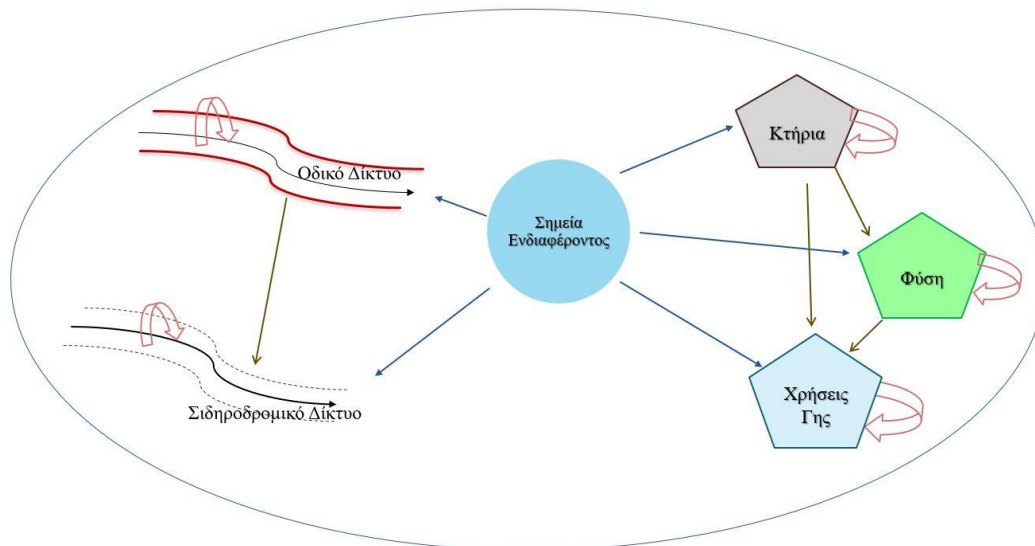 Οδικό Δίκτυο
Σιδηροδρομικό Δίκτυο
Σημεία
Ενδιαφέροντος
Κτήρια
Φύση
Χρήσεις
Γης